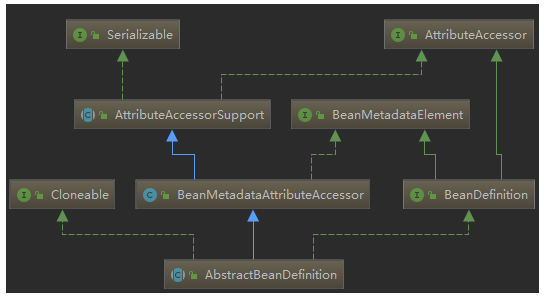 Serializable
AttributeAccessor
AttributeAccessorSupport
BeanMetadataElement
Cloneable
BeanMetadataAttributeAccessor
BeanDefinition
AbstractBeanDefinition